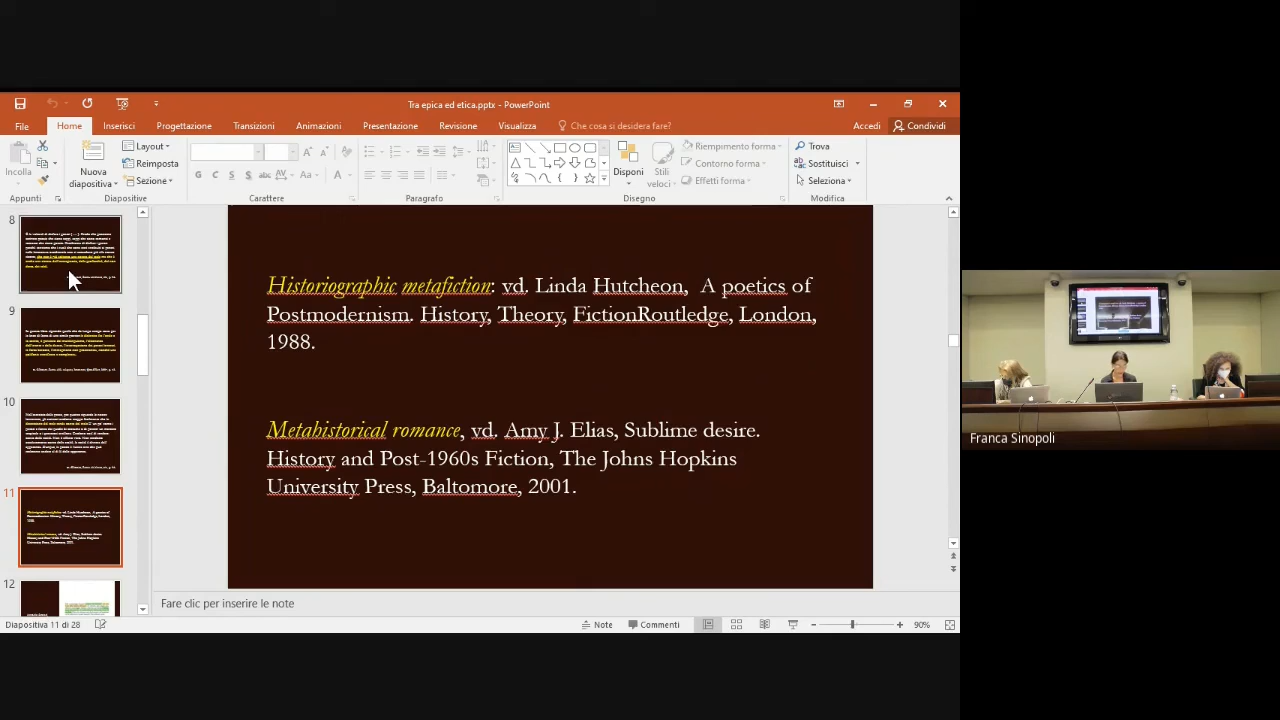 Tra epica ed etica.pptx - PowerPoint
File Home Inserisci Progettazione Transizioni Animazioni Presentazione Revisione Visualizza Che cosa si desidera fare? Accedi Condividi
Incolla
Nuova diapositiva
Layout
Reimposta
Sezione
Disponi
Stili veloci
Riempimento forma
Contorno forma
Effetti forma
Trova
Sostituisci
Seleziona
Appunti Diapositive Carattere Paragrafo Disegno Modifica
8
9
10
11
12
Historiographic metafiction: vd. Linda Hutcheon, A poetics of
Postmodernism. History, Theory, FictionRoutledge, London,
1988.
Metahistorical romance, vd. Amy J. Elias, Sublime desire.
History and Post-1960s Fiction, The Johns Hopkins
University Press, Baltomore, 2001.
Fare clic per inserire le note
Diapositiva 11 di 28 Note Commenti 90%
Franca Sinopoli